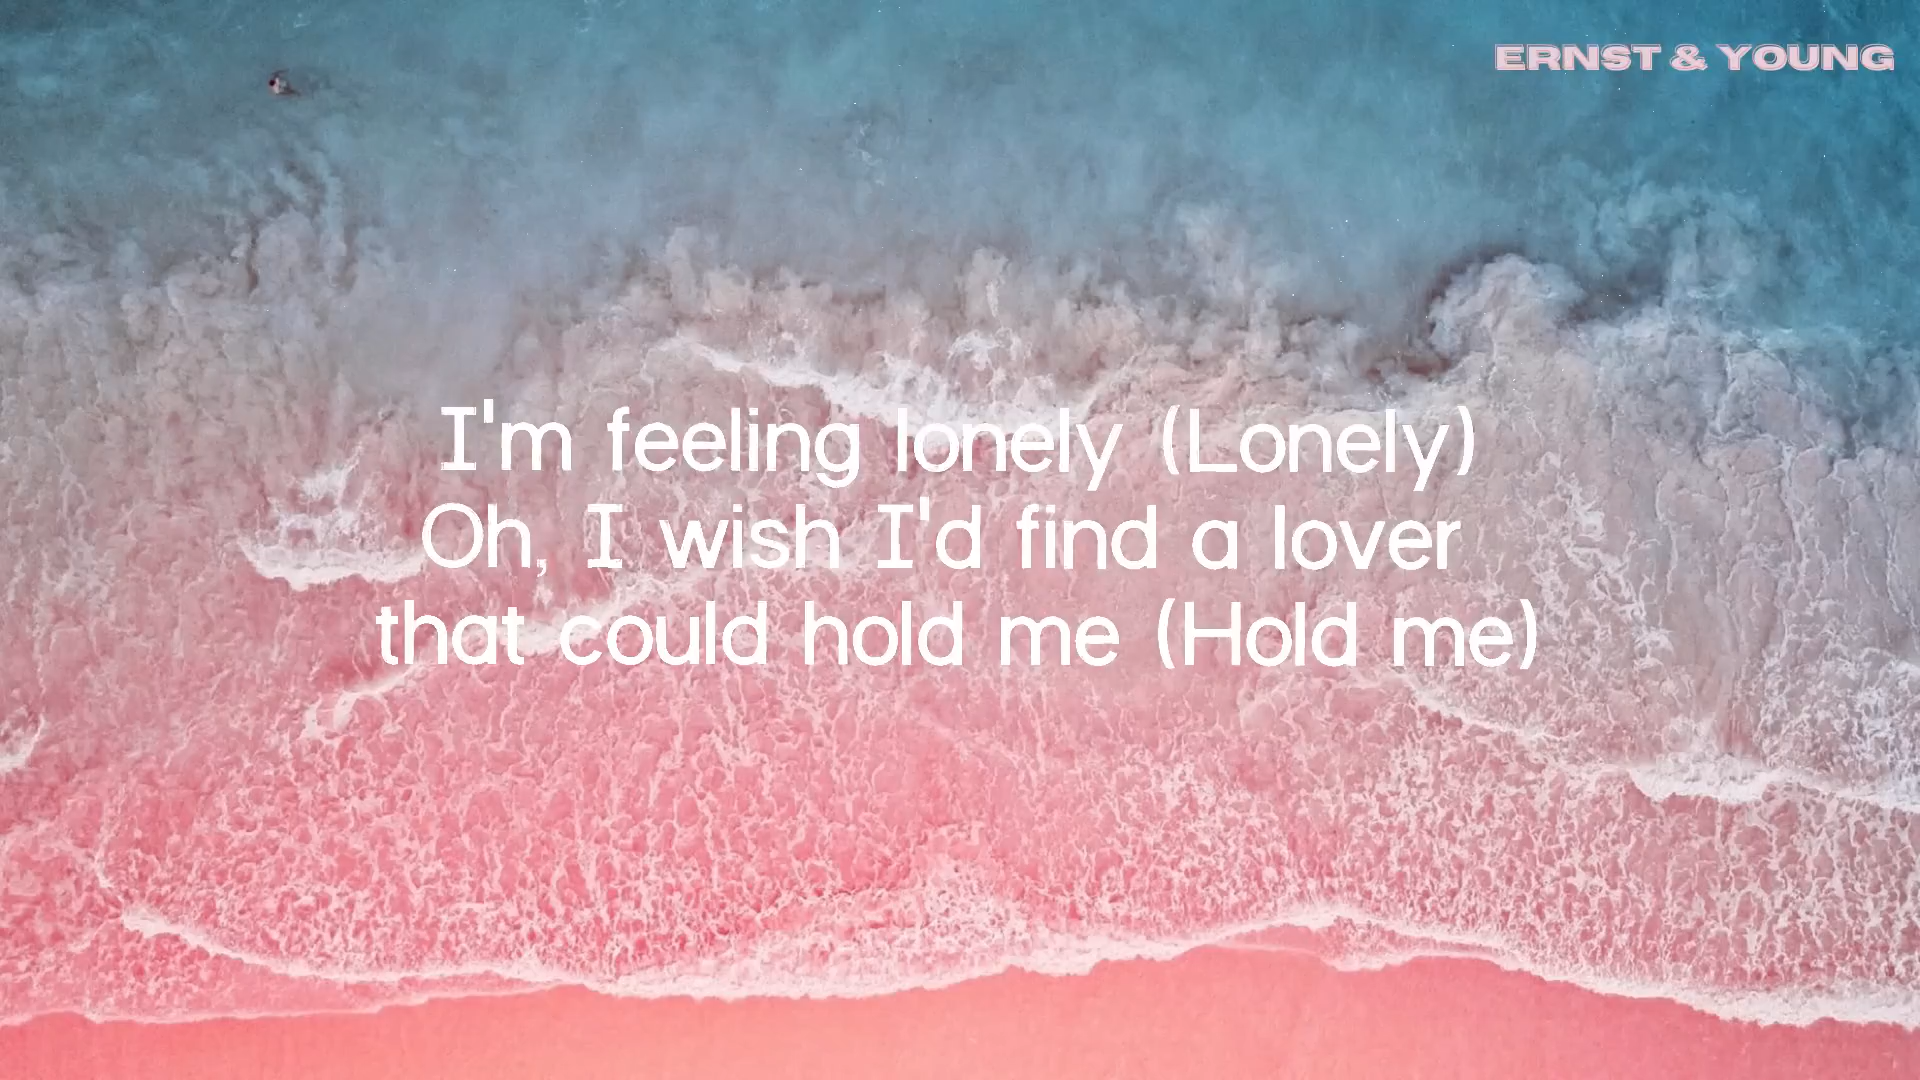 ERNST & YOUNG
I'm feeling lonely (Lonely)
Oh, I wish I'd find a lover
that could hold me (Hold me)